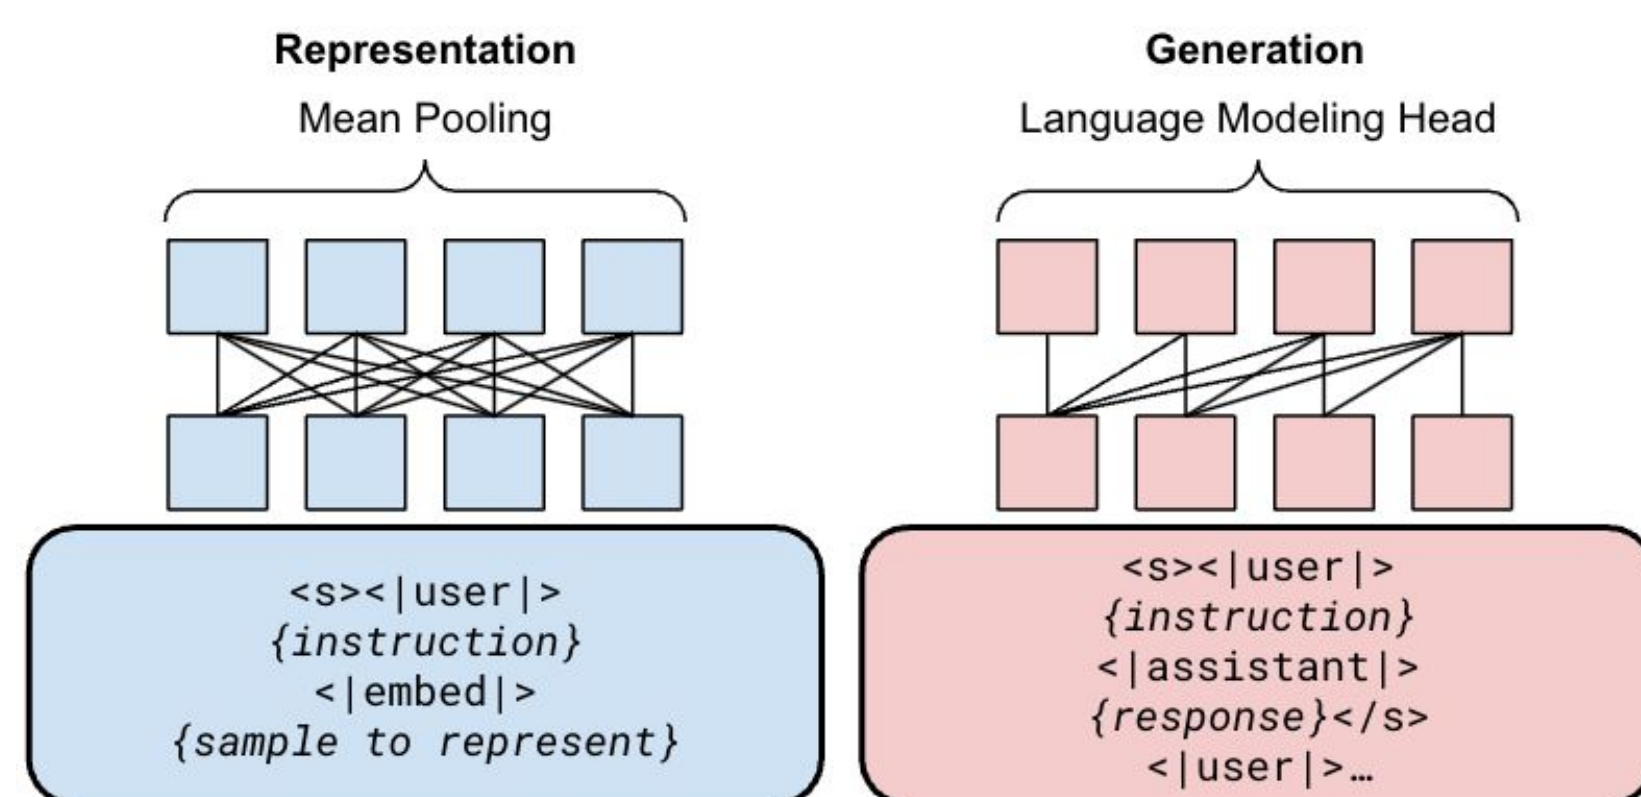 Representation
Mean Pooling
<s><|user|>
{instruction}
<|embed|>
{sample to represent}
Generation
Language Modeling Head
<s><|user|>
{instruction}
<|assistant|>
{response}</s>
<|user|>…